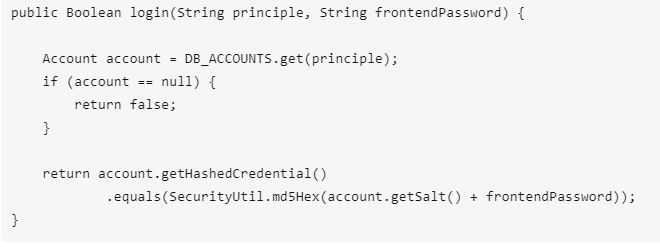 public Boolean login(String principle, String frontendPassword) {
    Account account = DB_ACCOUNTS.get(principle);
    if (account == null) {
        return false;
    }
    return account.getHashedCredential()
            .equals(SecurityUtil.md5Hex(account.getSalt() + frontendPassword));
}